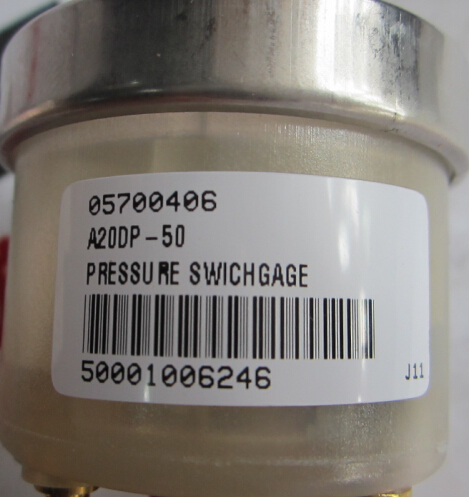 05700406
A20DP-50
PRESSURE SWICHGAGE
50001006246
J11